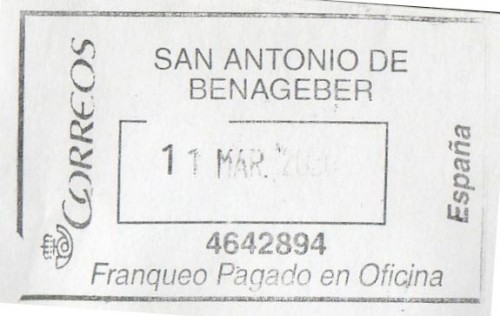 CORREOS
SAN ANTONIO DE
BENAGEBER
11 MAR.
España
4642894
Franqueo Pagado en Oficina